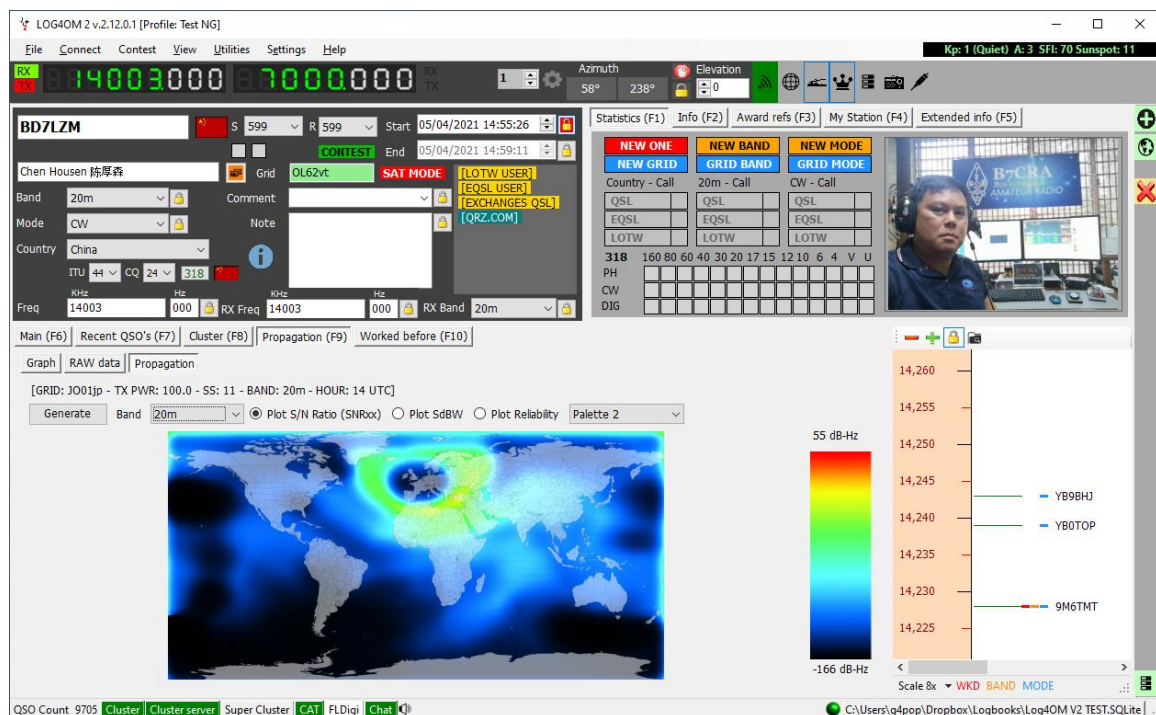 LOG4OM 2 v.2.12.0.1 [Profile: Test NG]
File Connect Contest View Utilities Settings Help
Kp: 1 (Quiet) A: 3 SFI: 70 Sunspot: 11
RX TX 14003.000 7000.000 RX TX
1 Azimuth 58° 238° Elevation 0
BD7LZM S 599 R 599 Start 05/04/2021 14:55:26
CONTEST End 05/04/2021 14:59:11
Chen Housen 陈厚森 Grid OL62vt SAT MODE
Band 20m Comment
Mode CW Note
Country China
ITU 44 CQ 24 318
KHz Hz KHz Hz
Freq 14003 000 RX Freq 14003 000 RX Band 20m
[LOTW USER]
[EQSL USER]
[EXCHANGES QSL]
[QRZ.COM]
Statistics (F1) Info (F2) Award refs (F3) My Station (F4) Extended info (F5)
NEW ONE NEW BAND NEW MODE
NEW GRID GRID BAND GRID MODE
Country - Call 20m - Call CW - Call
QSL QSL QSL
EQSL EQSL EQSL
LOTW LOTW LOTW
318 160 80 60 40 30 20 17 15 12 10 6 4 V U
PH
CW
DIG
B7CRA
AMATEUR RADIO
Main (F6) Recent QSO's (F7) Cluster (F8) Propagation (F9) Worked before (F10)
Graph RAW data Propagation
[GRID: JO01jp - TX PWR: 100.0 - SS: 11 - BAND: 20m - HOUR: 14 UTC]
Generate Band 20m Plot S/N Ratio (SNRxx) Plot SdBW Plot Reliability Palette 2
55 dB-Hz
-166 dB-Hz
14,260
14,255
14,250
14,245
YB9BHJ
14,240
YB0TOP
14,235
14,230
9M6TMT
14,225
Scale 8x WKD BAND MODE
QSO Count 9705 Cluster Cluster server Super Cluster CAT FLDigi Chat
C:\Users\g4pop\Dropbox\Logbooks\Log4OM V2 TEST.SQLite